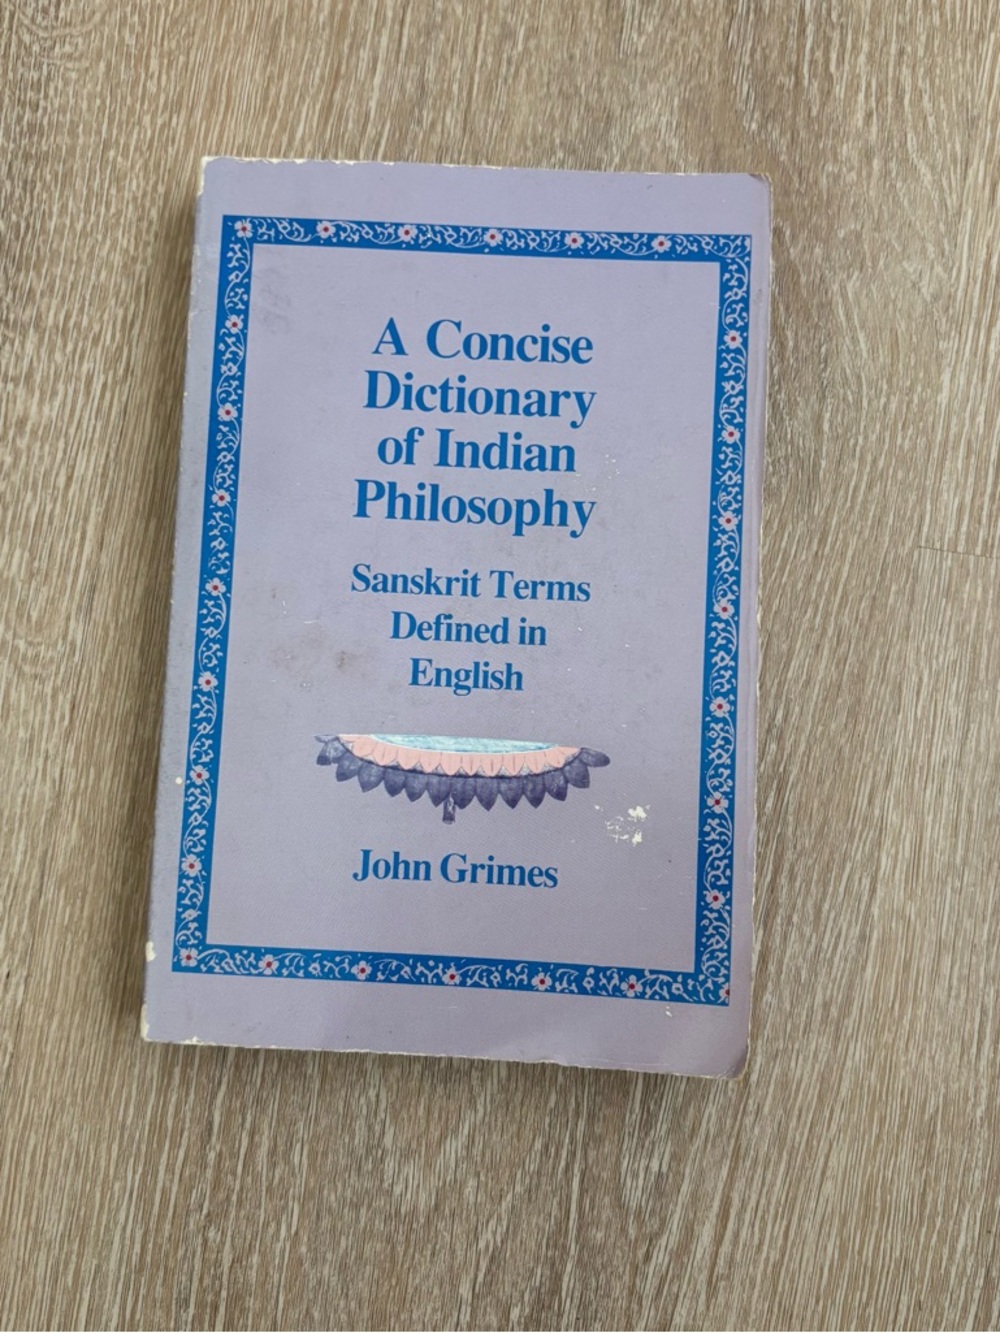 A Concise
Dictionary
of Indian
Philosophy
Sanskrit Terms
Defined in
English
John Grimes